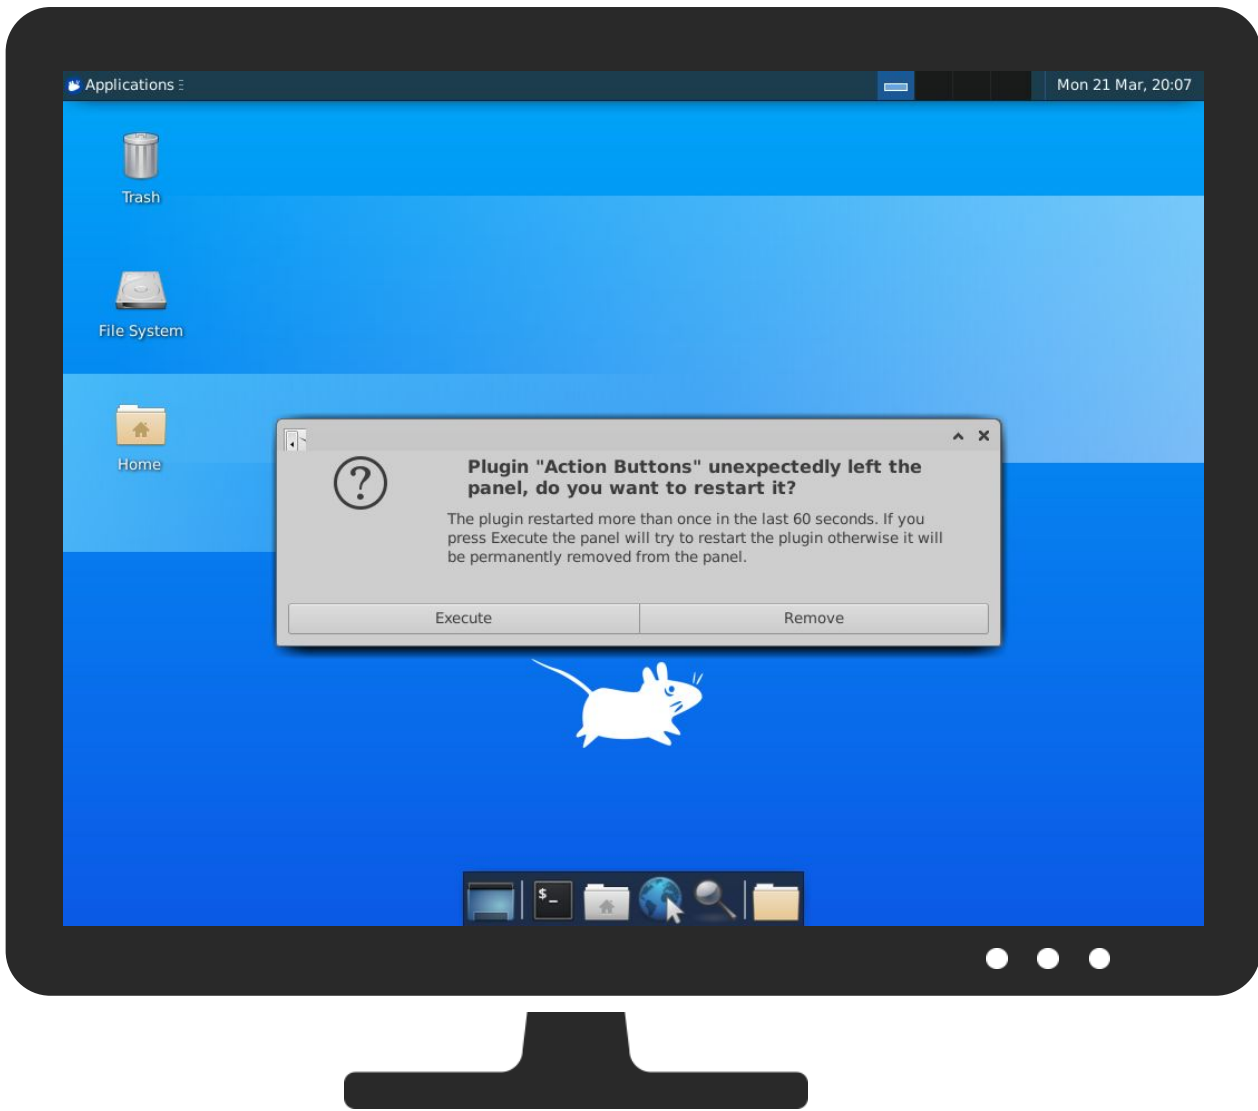 Applications
Mon 21 Mar, 20:07
Trash
File System
Home
Plugin "Action Buttons" unexpectedly left the
panel, do you want to restart it?
The plugin restarted more than once in the last 60 seconds. If you
press Execute the panel will try to restart the plugin otherwise it will
be permanently removed from the panel.
Execute
Remove
$_